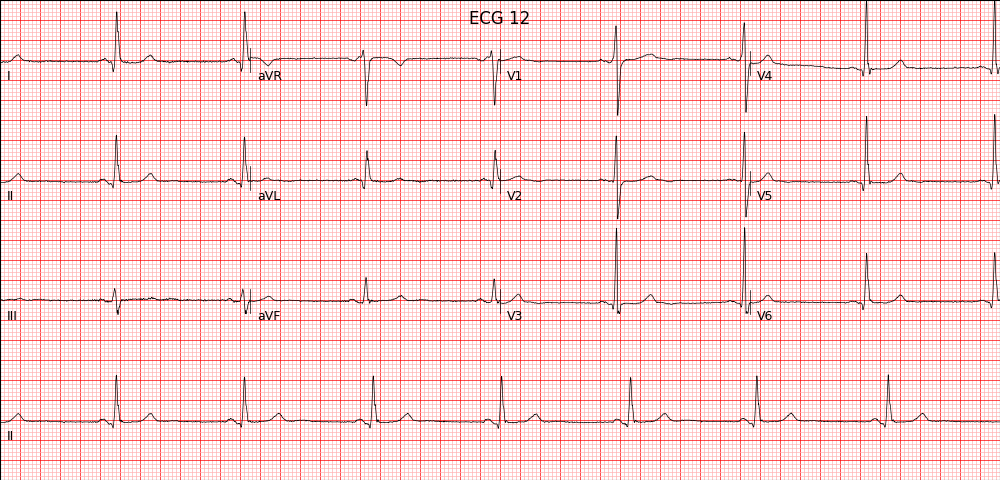 ECG 12
I aVR V1 V4
II aVL V2 V5
III aVF V3 V6
II